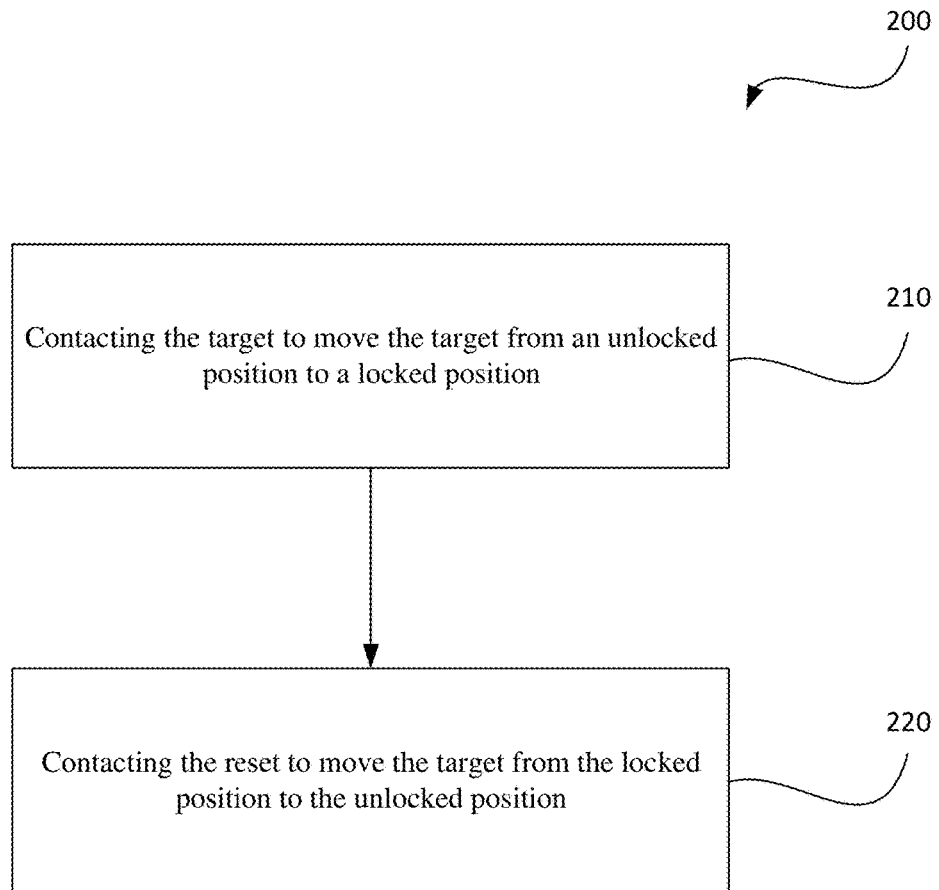 200
210
Contacting the target to move the target from an unlocked
position to a locked position
220
Contacting the reset to move the target from the locked
position to the unlocked position